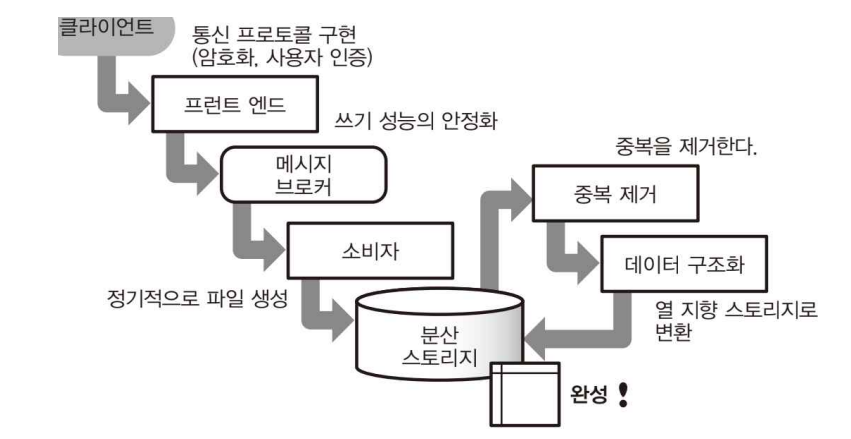 클라이언트
통신 프로토콜 구현
(암호화, 사용자 인증)
프런트 엔드
쓰기 성능의 안정화
메시지
브로커
소비자
정기적으로 파일 생성
분산
스토리지
중복을 제거한다.
중복 제거
데이터 구조화
열 지향 스토리지로
변환
완성 !